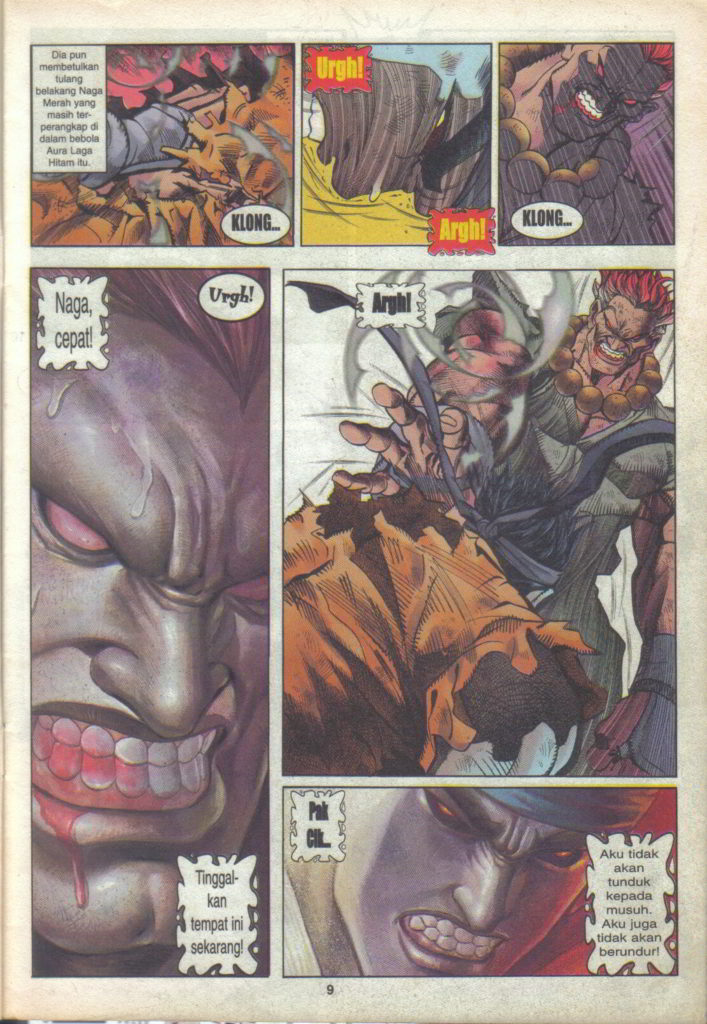 Dia pun
membetulkan
tulang
belakang Naga
Merah yang
masih ter-
perangkap di
dalam bebola
Aura Laga
Hitam itu.
KLONG...
Urgh!
Argh!
KLONG...
Naga,
cepat!
Urgh!
Tinggal-
kan
tempat ini
sekarang!
Argh!
Pak
Cik...
Aku tidak
akan
tunduk
kepada
musuh.
Aku juga
tidak akan
berundur!
9